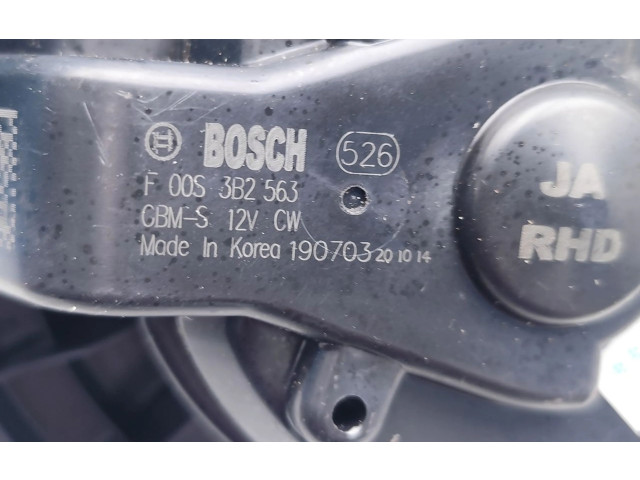 BOSCH 526
F 00S 3B2 563
CBM-S 12V CW
Made In Korea 190703 20 10 14
JA
RHD